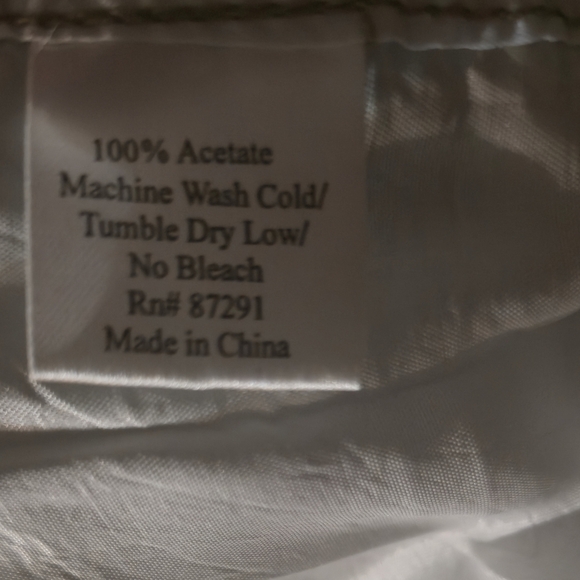 100% Acetate
Machine Wash Cold/
Tumble Dry Low/
No Bleach
Rn# 87291
Made in China